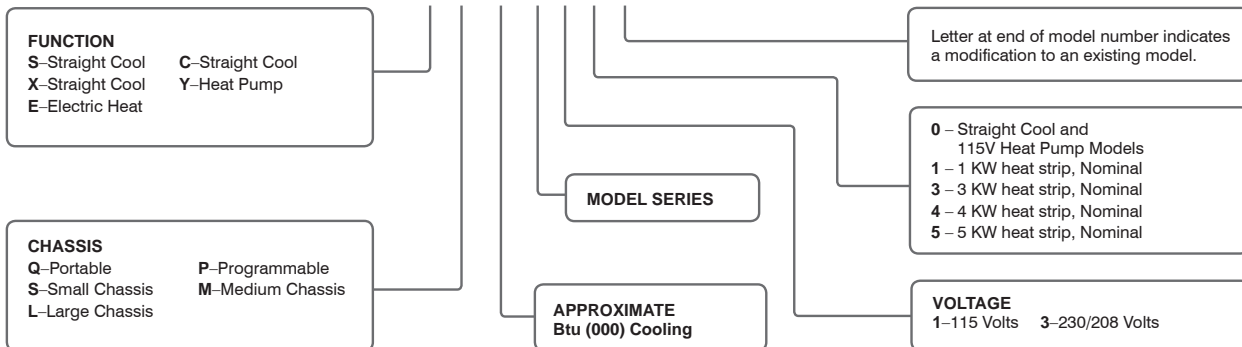 FUNCTION
S–Straight Cool C–Straight Cool
X–Straight Cool Y–Heat Pump
E–Electric Heat
CHASSIS
Q–Portable P–Programmable
S–Small Chassis M–Medium Chassis
L–Large Chassis
MODEL SERIES
APPROXIMATE
Btu (000) Cooling
Letter at end of model number indicates
a modification to an existing model.
0 – Straight Cool and
115V Heat Pump Models
1 – 1 KW heat strip, Nominal
3 – 3 KW heat strip, Nominal
4 – 4 KW heat strip, Nominal
5 – 5 KW heat strip, Nominal
VOLTAGE
1–115 Volts 3–230/208 Volts